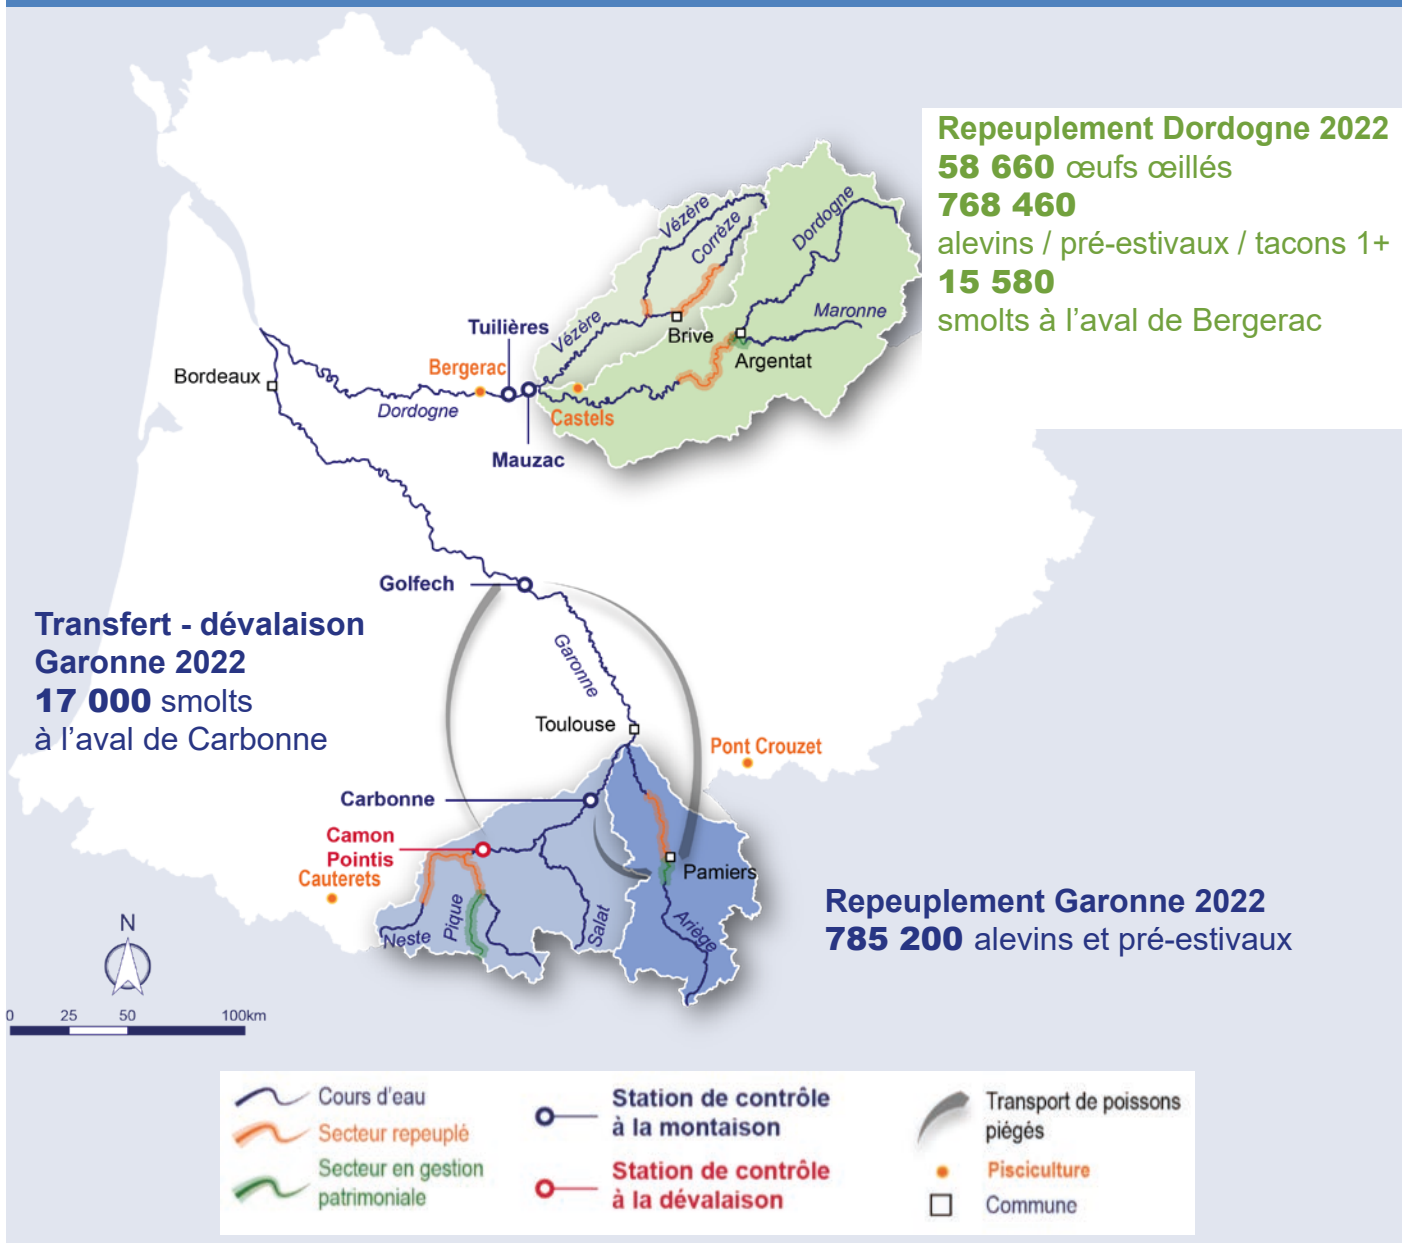 Repeuplement Dordogne 2022
58 660 œufs œillés
768 460
alevins / pré-estivaux / tacons 1+
15 580
smolts à l'aval de Bergerac
Vézère
Corrèze
Dordogne
Maronne
Tuilières
Vézère
Brive
Argentat
Bergerac
Bordeaux
Dordogne
Castels
Mauzac
Golfech
Transfert - dévalaison
Garonne 2022
17 000 smolts
à l'aval de Carbonne
Garonne
Toulouse
Pont Crouzet
Carbonne
Camon
Pointis
Cauterets
Pamiers
Neste
Pique
Salat
Ariège
Repeuplement Garonne 2022
785 200 alevins et pré-estivaux
N
0 25 50 100km
Cours d'eau
Secteur repeuplé
Secteur en gestion
patrimoniale
Station de contrôle
à la montaison
Station de contrôle
à la dévalaison
Transport de poissons
piégés
Pisciculture
Commune